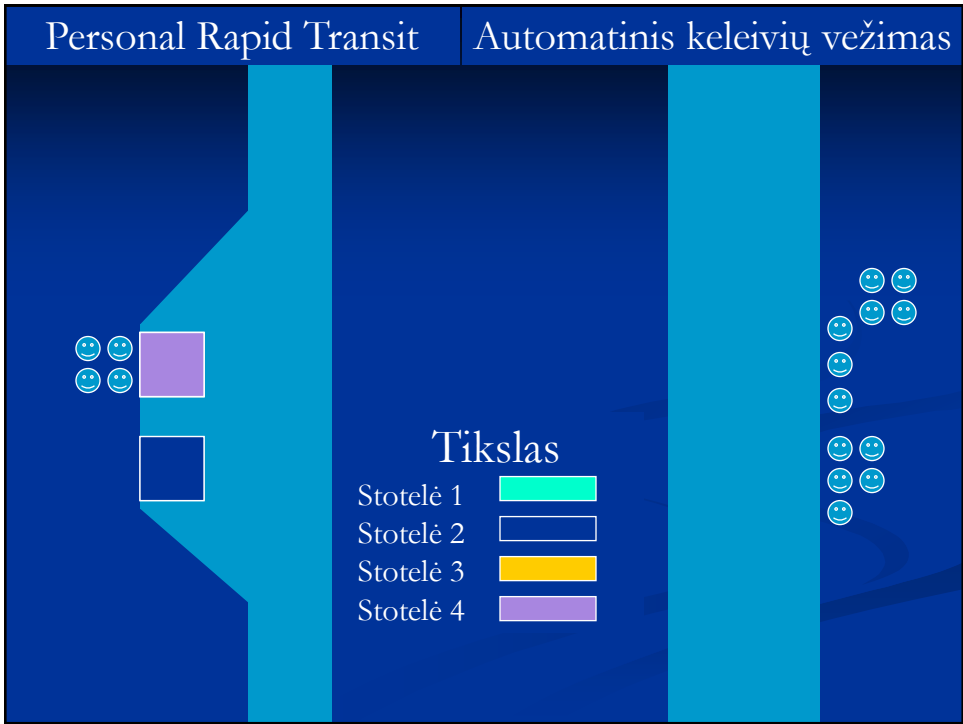 Personal Rapid Transit
Automatinis keleivių vežimas
Tikslas
Stotelė 1
Stotelė 2
Stotelė 3
Stotelė 4